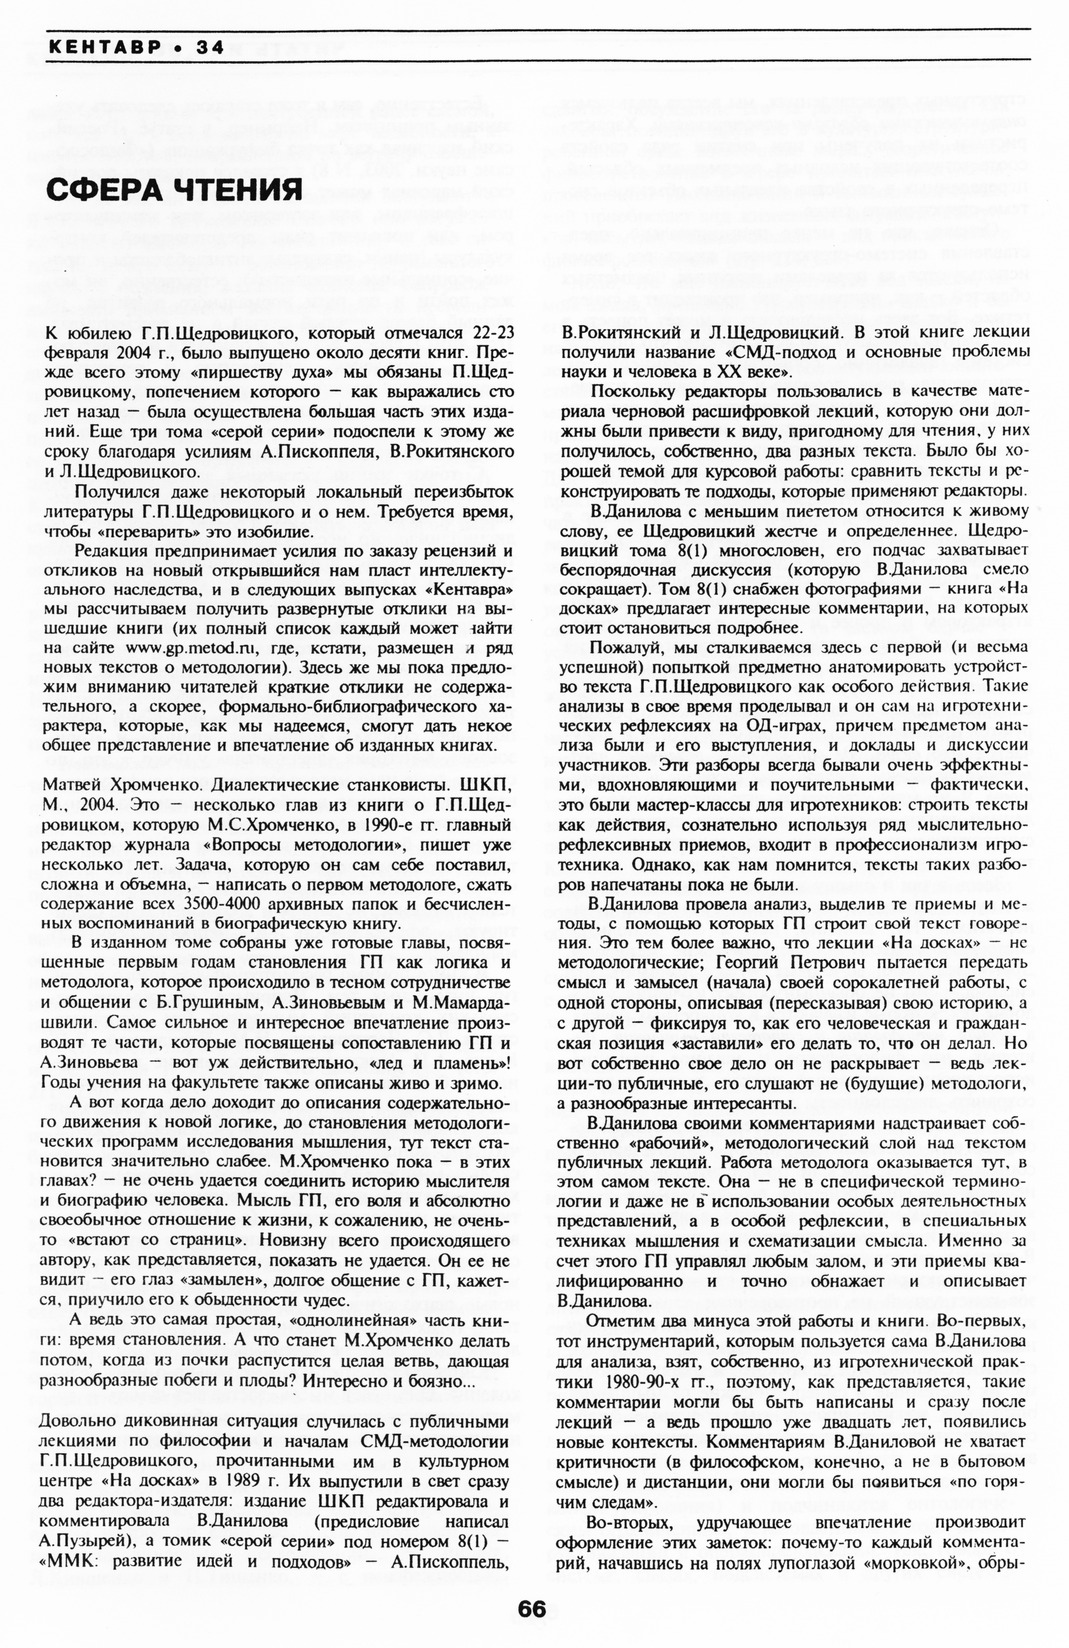 КЕНТАВР • 34
СФЕРА ЧТЕНИЯ
К юбилею Г.П.Щедровицкого, который отмечался 22-23
февраля 2004 г., было выпущено около десяти книг. Пре-
жде всего этому «пиршеству духа» мы обязаны П.Щед-
ровицкому, попечением которого — как выражались сто
лет назад — была осуществлена большая часть этих изда-
ний. Еще три тома «серой серии» подоспели к этому же
сроку благодаря усилиям А.Пископпеля, В.Рокитянского
и Л.Щедровицкого.
Получился даже некоторый локальный переизбыток
литературы Г.П.Щедровицкого и о нем. Требуется время,
чтобы «переварить» это изобилие.
Редакция предпринимает усилия по заказу рецензий и
откликов на новый открывшийся нам пласт интеллекту-
ального наследства, и в следующих выпусках «Кентавра»
мы рассчитываем получить развернутые отклики на вы-
шедшие книги (их полный список каждый может найти
на сайте www.gp.metod.ru, где, кстати, размещен и ряд
новых текстов о методологии). Здесь же мы пока предло-
жим вниманию читателей краткие отклики не содержа-
тельного, а скорее, формально-библиографического ха-
рактера, которые, как мы надеемся, смогут дать некое
общее представление и впечатление об изданных книгах.
Матвей Хромченко. Диалектические станковисты. ШКП,
М., 2004. Это — несколько глав из книги о Г.П.Щед-
ровицком, которую М.С.Хромченко, в 1990-е гг. главный
редактор журнала «Вопросы методологии», пишет уже
несколько лет. Задача, которую он сам себе поставил,
сложна и объемна, — написать о первом методологе, сжать
содержание всех 3500-4000 архивных папок и бесчислен-
ных воспоминаний в биографическую книгу.
В изданном томе собраны уже готовые главы, посвя-
щенные первым годам становления ГП как логика и
методолога, которое происходило в тесном сотрудничестве
и общении с Б.Грушиным, А.Зиновьевым и М.Мамарда-
швили. Самое сильное и интересное впечатление произ-
водят те части, которые посвящены сопоставлению ГП и
А.Зиновьева — вот уж действительно, «лед и пламень»!
Годы учения на факультете также описаны живо и зримо.
А вот когда дело доходит до описания содержательно-
го движения к новой логике, до становления методологи-
ческих программ исследования мышления, тут текст ста-
новится значительно слабее. М.Хромченко пока — в этих
главах? — не очень удается соединить историю мыслителя
и биографию человека. Мысль ГП, его воля и абсолютно
своеобычное отношение к жизни, к сожалению, не очень-
то «встают со страниц». Новизну всего происходящего
автору, как представляется, показать не удается. Он ее не
видит — его глаз «замылен», долгое общение с ГП, кажет-
ся, приучило его к обыденности чудес.
А ведь это самая простая, «однолинейная» часть кни-
ги: время становления. А что станет М.Хромченко делать
потом, когда из почки распустится целая ветвь, дающая
разнообразные побеги и плоды? Интересно и боязно...
Довольно диковинная ситуация случилась с публичными
лекциями по философии и началам СМД-методологии
Г.П.Щедровицкого, прочитанными им в культурном
центре «На досках» в 1989 г. Их выпустили в свет сразу
два редактора-издателя: издание ШКП редактировала и
комментировала В.Данилова (предисловие написал
А.Пузырей), а томик «серой серии» под номером 8(1) —
«ММК: развитие идей и подходов» — А.Пископпель,
В.Рокитянский и Л.Щедровицкий. В этой книге лекции
получили название «СМД-подход и основные проблемы
науки и человека в XX веке».
Поскольку редакторы пользовались в качестве мате-
риала черновой расшифровкой лекций, которую они дол-
жны были привести к виду, пригодному для чтения, у них
получилось, собственно, два разных текста. Было бы хо-
рошей темой для курсовой работы: сравнить тексты и ре-
конструировать те подходы, которые применяют редакторы.
В.Данилова с меньшим пиететом относится к живому
слову, ее Щедровицкий жестче и определеннее. Щедро-
вицкий тома 8(1) многословен, его подчас захватывает
беспорядочная дискуссия (которую В.Данилова смело
сокращает). Том 8(1) снабжен фотографиями — книга «На
досках» предлагает интересные комментарии, на которых
стоит остановиться подробнее.
Пожалуй, мы сталкиваемся здесь с первой (и весьма
успешной) попыткой предметно анатомировать устройст-
во текста Г.П.Щедровицкого как особого действия. Такие
анализы в свое время проделывал и он сам на игротехни-
ческих рефлексиях на ОД-играх, причем предметом ана-
лиза были и его выступления, и доклады и дискуссии
участников. Эти разборы всегда бывали очень эффектны-
ми, вдохновляющими и поучительными — фактически,
это были мастер-классы для игротехников: строить тексты
как действия, сознательно используя ряд мыслительно-
рефлексивных приемов, входит в профессионализм игро-
техника. Однако, как нам помнится, тексты таких разбо-
ров напечатаны пока не были.
В.Данилова провела анализ, выделив те приемы и ме-
тоды, с помощью которых ГП строит свой текст говоре-
ния. Это тем более важно, что лекции «На досках» — не
методологические; Георгий Петрович пытается передать
смысл и замысел (начала) своей сорокалетней работы, с
одной стороны, описывая (пересказывая) свою историю, а
с другой — фиксируя то, как его человеческая и граждан-
ская позиция «заставили» его делать то, что он делал. Но
вот собственно свое дело он не раскрывает — ведь лек-
ции-то публичные, его слушают не (будущие) методологи,
а разнообразные интересанты.
В.Данилова своими комментариями надстраивает соб-
ственно «рабочий», методологический слой над текстом
публичных лекций. Работа методолога оказывается тут, в
этом самом тексте. Она — не в специфической термино-
логии и даже не в использовании особых деятельностных
представлений, а в особой рефлексии, в специальных
техниках мышления и схематизации смысла. Именно за
счет этого ГП управлял любым залом, и эти приемы ква-
лифицированно и точно обнажает и описывает
В.Данилова.
Отметим два минуса этой работы и книги. Во-первых,
тот инструментарий, которым пользуется сама В.Данилова
для анализа, взят, собственно, из игротехнической прак-
тики 1980-90-х гг., поэтому, как представляется, такие
комментарии могли бы быть написаны и сразу после
лекций — а ведь прошло уже двадцать лет, появились
новые контексты. Комментариям В.Даниловой не хватает
критичности (в философском, конечно, а не в бытовом
смысле) и дистанции, они могли бы появиться «по горя-
чим следам».
Во-вторых, удручающее впечатление производит
оформление этих заметок: почему-то каждый коммента-
рий, начавшись на полях лупоглазой «морковкой», обры-
66